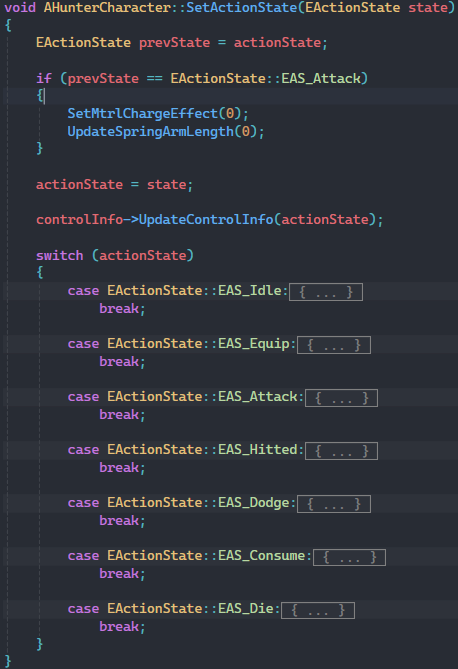 void AHunterCharacter::SetActionState(EActionState state)
{
    EActionState prevState = actionState;

    if (prevState == EActionState::EAS_Attack)
    {
        SetMtrlChargeEffect(0);
        UpdateSpringArmLength(0);
    }

    actionState = state;

    controlInfo->UpdateControlInfo(actionState);

    switch (actionState)
    {
        case EActionState::EAS_Idle: { ... }
            break;

        case EActionState::EAS_Equip: { ... }
            break;

        case EActionState::EAS_Attack: { ... }
            break;

        case EActionState::EAS_Hitted: { ... }
            break;

        case EActionState::EAS_Dodge: { ... }
            break;

        case EActionState::EAS_Consume: { ... }
            break;

        case EActionState::EAS_Die: { ... }
            break;
    }
}